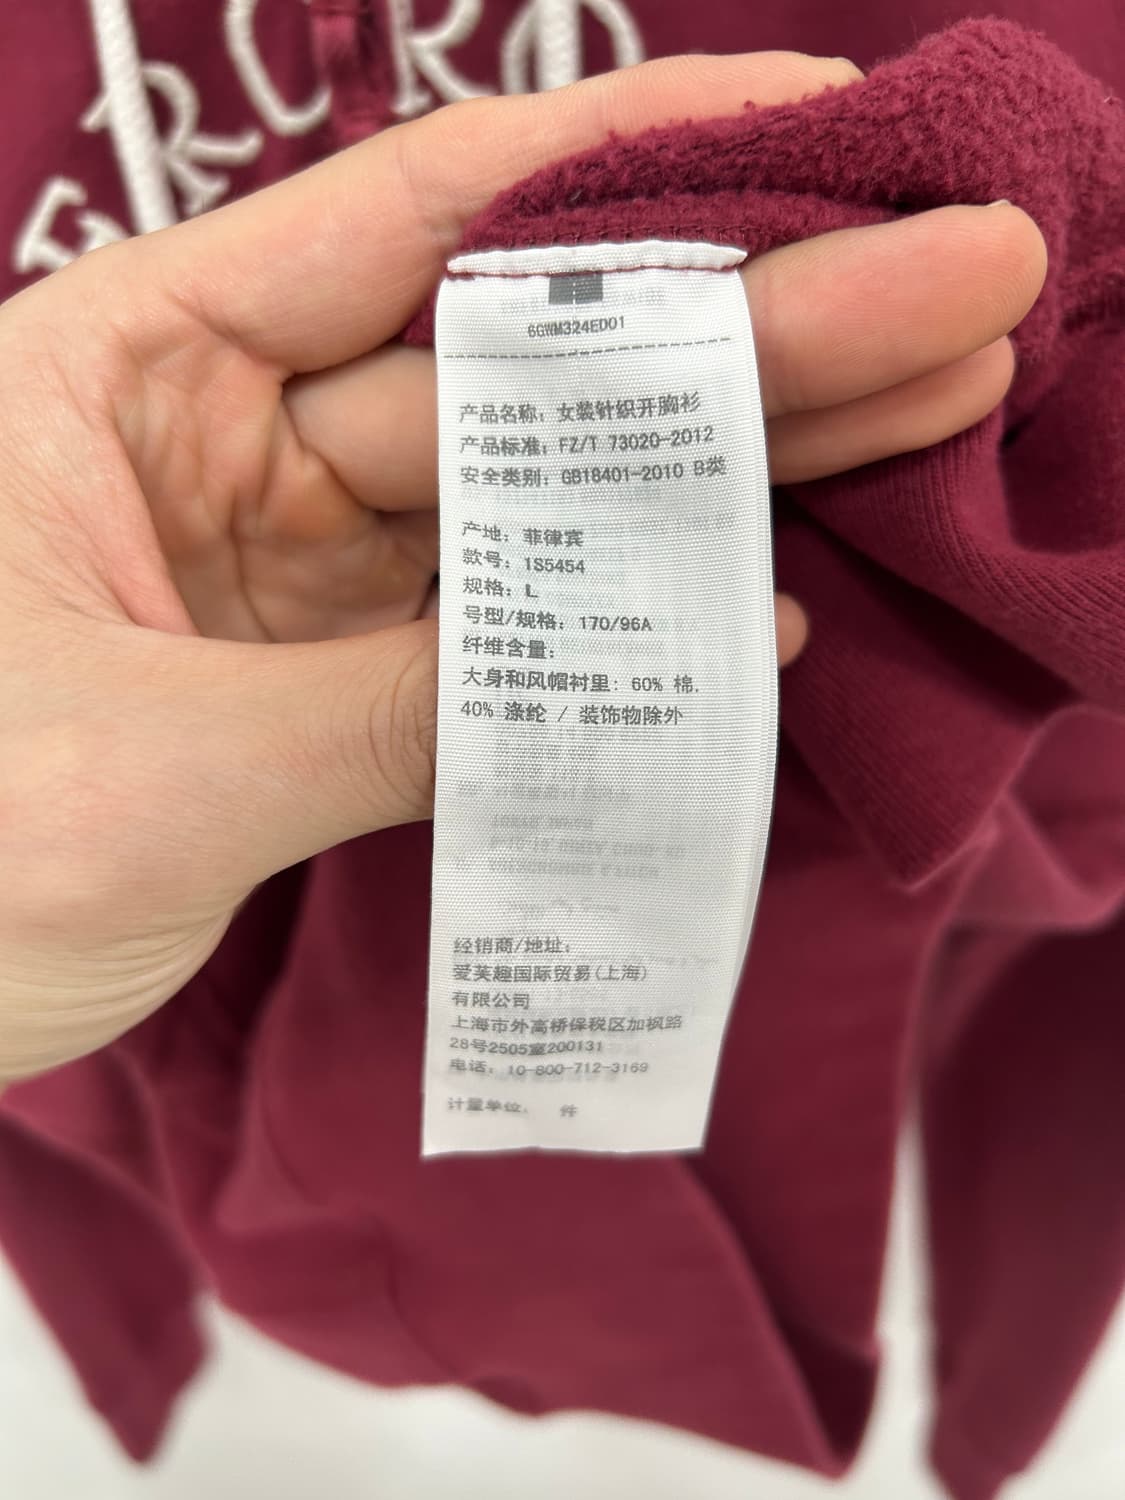 ERCRO
6GWM324ED01
产品名称: 女装针织开胸衫
产品标准: FZ/T 73020-2012
安全类别: GB18401-2010 B类
产地: 菲律宾
款号: 1S5454
规格: L
号型/规格: 170/96A
纤维含量:
大身和风帽衬里: 60% 棉,
40% 涤纶 / 装饰物除外
经销商/地址:
爱芙趣国际贸易(上海)
有限公司
上海市外高桥保税区加枫路
28号2505室200131
电话: 10-800-712-3169
计量单位: 件